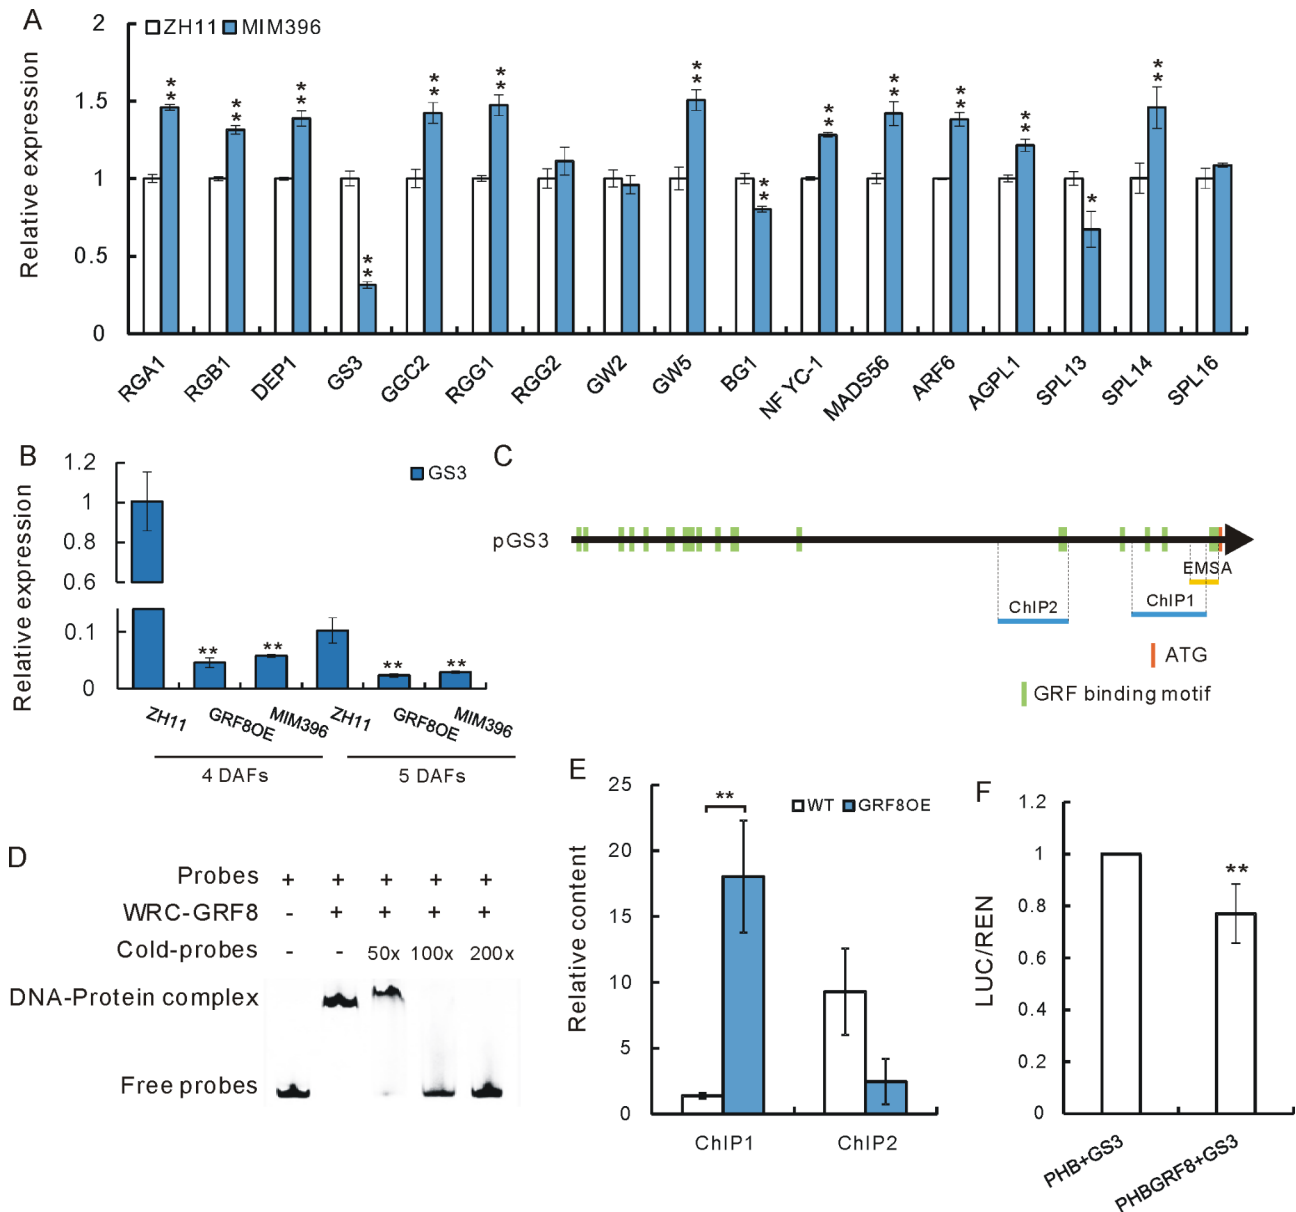 A
ZH11 MIM396
Relative expression
2
1.5
1
0.5
0
** ** ** ** ** ** ** ** ** ** ** ** * **
RGA1 RGB1 DEP1 GS3 GGC2 RGG1 RGG2 GW2 GW5 BG1 NF YC-1 MADS56 ARF6 AGPL1 SPL13 SPL14 SPL16
B
GS3
Relative expression
1.2
1
0.8
0.6
0.1
0
** ** ** **
ZH11 GRF8OE MIM396 ZH11 GRF8OE MIM396
4 DAFs 5 DAFs
C
pGS3
EMSA
ChIP2 ChIP1
ATG
GRF binding motif
D
Probes + + + + +
WRC-GRF8 - + + + +
Cold-probes - - 50x 100x 200x
DNA-Protein complex
Free probes
E
WT GRF8OE
Relative content
25
20
15
10
5
0
**
ChIP1 ChIP2
F
LUC/REN
1.2
1
0.8
0.6
0.4
0.2
0
**
PHB+GS3 PHBGRF8+GS3